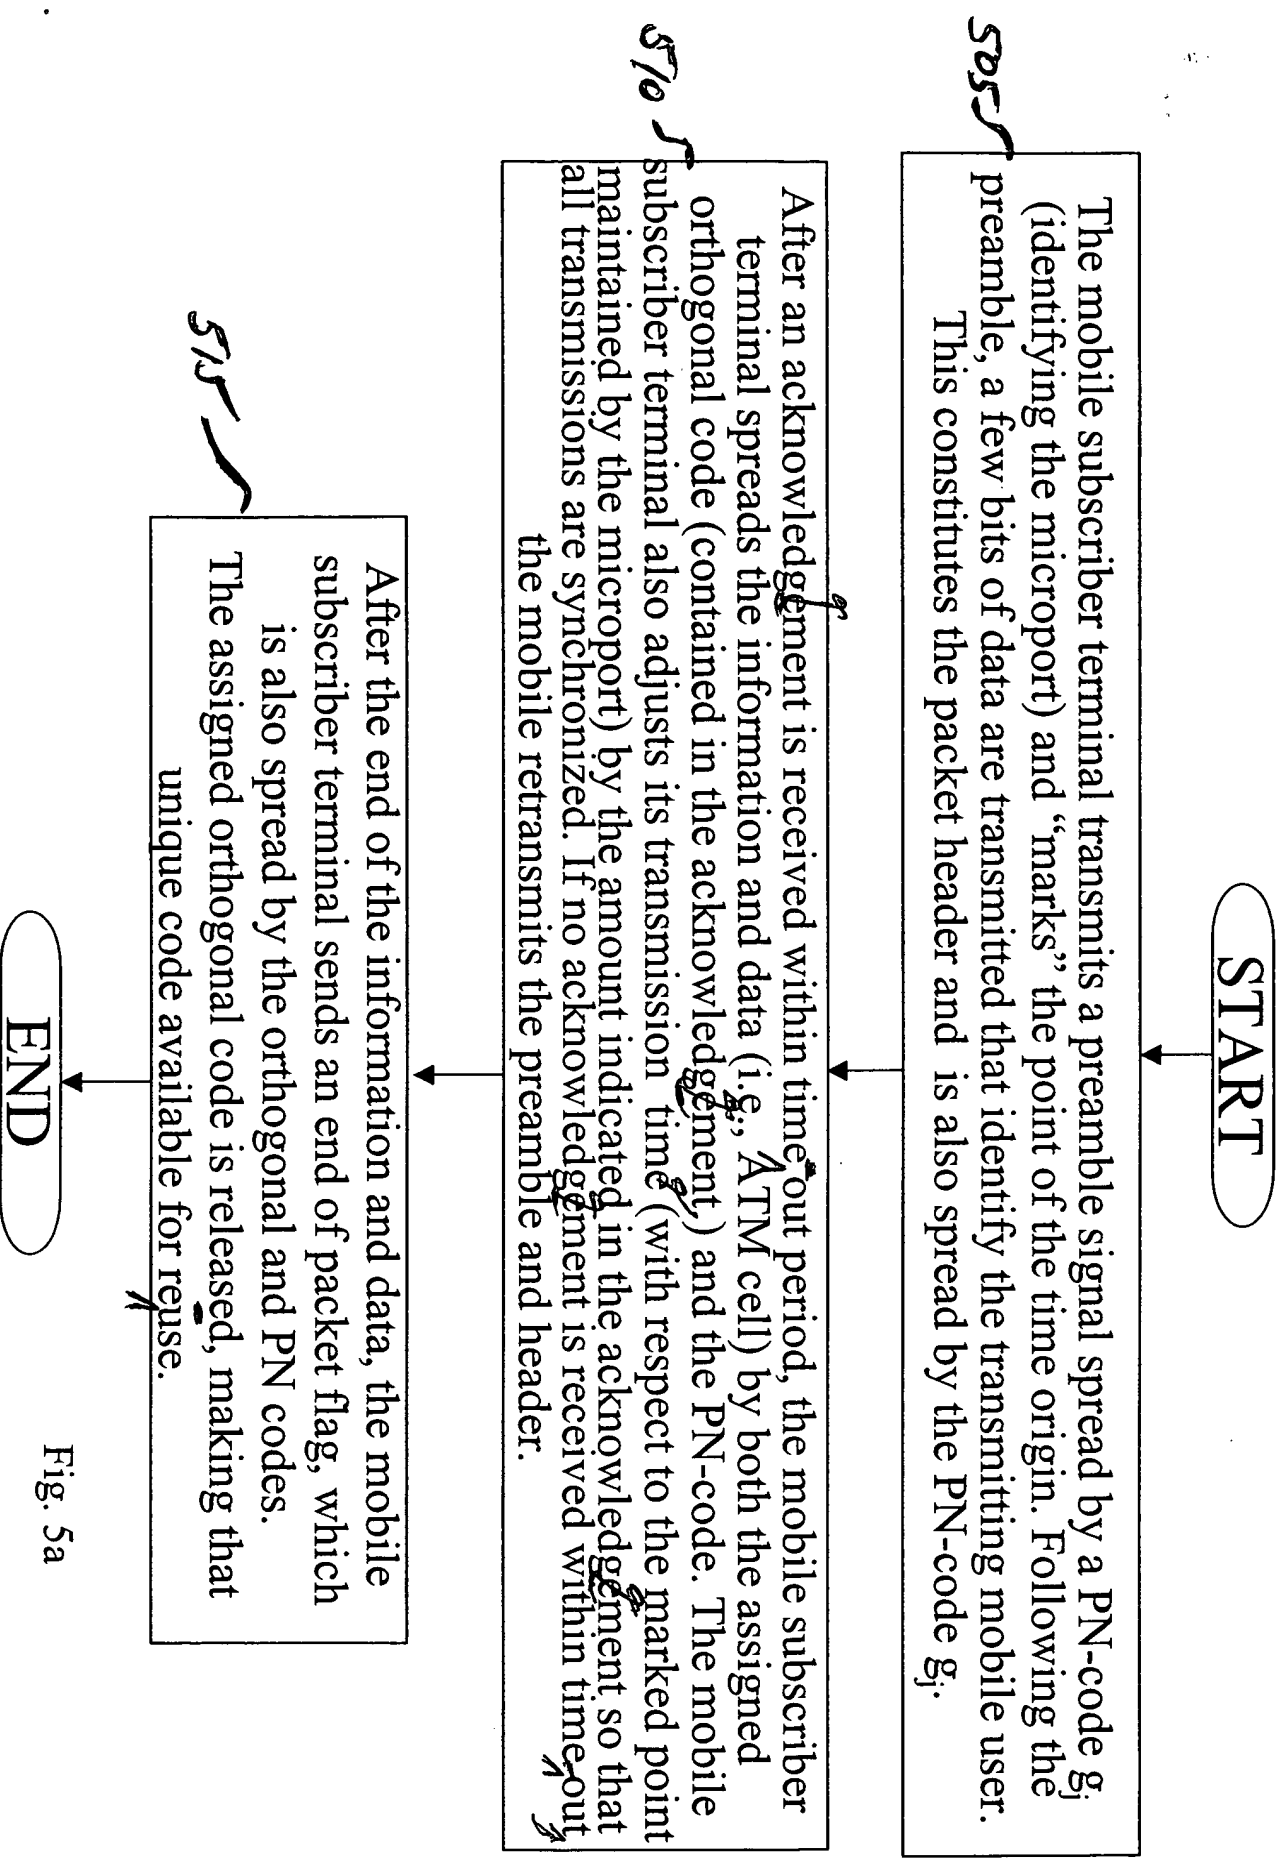 START
505
The mobile subscriber terminal transmits a preamble signal spread by a PN-code gj
(identifying the microport) and “marks” the point of the time origin. Following the
preamble, a few bits of data are transmitted that identify the transmitting mobile user.
This constitutes the packet header and is also spread by the PN-code gj.
510
After an acknowledgement is received within time out period, the mobile subscriber
terminal spreads the information and data (i.e., ATM cell) by both the assigned
orthogonal code (contained in the acknowledgement,) and the PN-code. The mobile
subscriber terminal also adjusts its transmission time (with respect to the marked point
maintained by the microport) by the amount indicated in the acknowledgement so that
all transmissions are synchronized. If no acknowledgement is received within time-out
the mobile retransmits the preamble and header.
515
After the end of the information and data, the mobile
subscriber terminal sends an end of packet flag, which
is also spread by the orthogonal and PN codes.
The assigned orthogonal code is released, making that
unique code available for reuse.
END
Fig. 5a